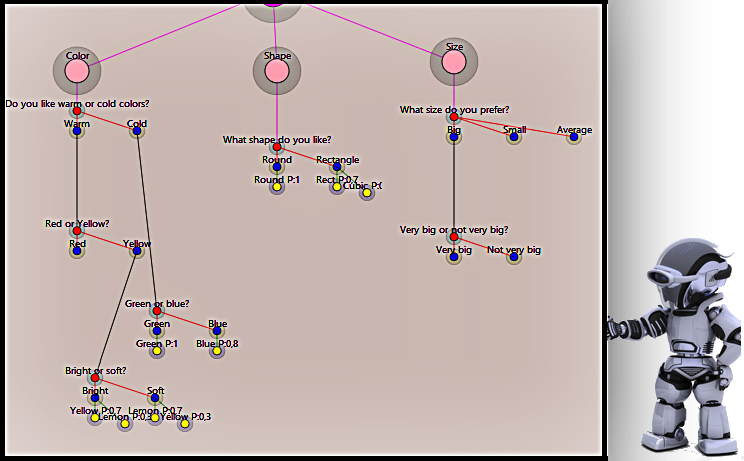 Color
Shape
Size
Do you like warm or cold colors?
Warm
Cold
What size do you prefer?
Big
Small
Average
What shape do you like?
Round
Rectangle
Round P:1
Rect P:0.7
Cubic P:(
Red or Yellow?
Red
Yellow
Very big or not very big?
Very big
Not very big
Green or blue?
Green
Blue
Green P:1
Blue P:0,8
Bright or soft?
Bright
Soft
Yellow P:0.7
Lemon P:0,3
Lemon P:0.7
Yellow P:0,3